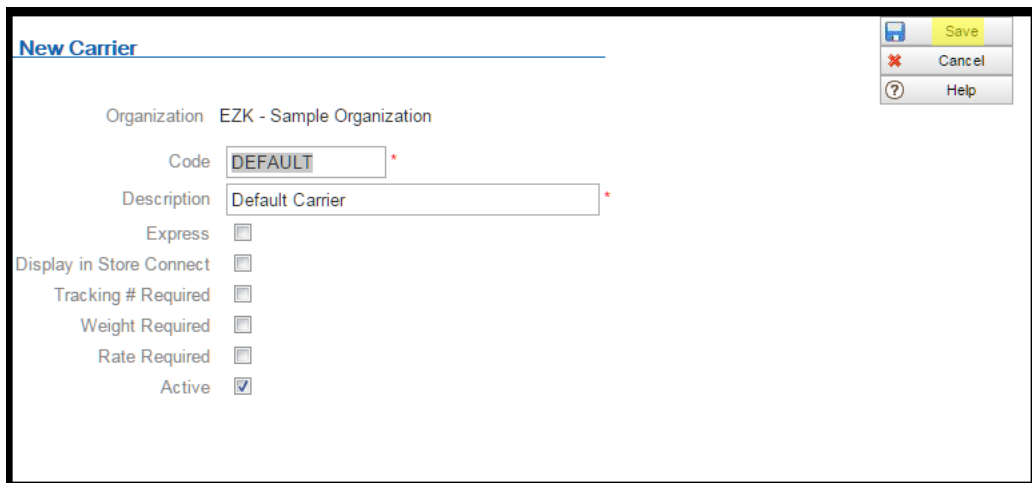 New Carrier
Save
Cancel
Help
Organization EZK - Sample Organization
Code DEFAULT *
Description Default Carrier *
Express
Display in Store Connect
Tracking # Required
Weight Required
Rate Required
Active